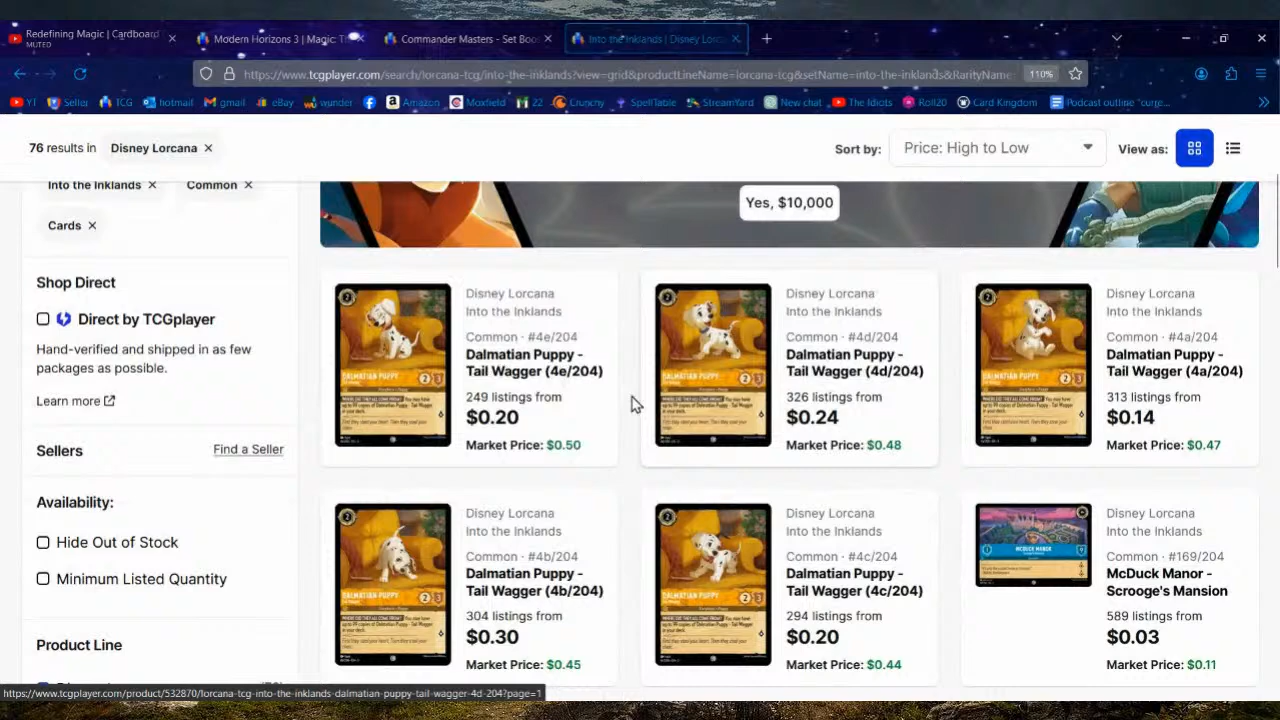 Redefining Magic | Cardboard
MUTED
Modern Horizons 3 | Magic: T
Commander Masters - Set Boo
Into the Inklands | Disney Lorc
https://www.tcgplayer.com/search/lorcana-tcg/into-the-inklands?view=grid&productLineName=lorcana-tcg&setName=into-the-inklands&RarityName
110%
YT
Seller
TCG
hotmail
gmail
eBay
wunder
Amazon
Moxfield
22
Crunchy
SpellTable
StreamYard
New chat
The Idiots
Roll20
Card Kingdom
Podcast outline "curre…
76 results in
Disney Lorcana
Sort by:
Price: High to Low
View as:
Into the Inklands
Common
Cards
Yes, $10,000
Shop Direct
Direct by TCGplayer
Hand-verified and shipped in as few
packages as possible.
Learn more
Sellers
Find a Seller
Availability:
Hide Out of Stock
Minimum Listed Quantity
Product Line
Disney Lorcana
Into the Inklands
Common · #4e/204
Dalmatian Puppy -
Tail Wagger (4e/204)
249 listings from
$0.20
Market Price: $0.50
DALMATIAN PUPPY
Disney Lorcana
Into the Inklands
Common · #4d/204
Dalmatian Puppy -
Tail Wagger (4d/204)
326 listings from
$0.24
Market Price: $0.48
DALMATIAN PUPPY
Disney Lorcana
Into the Inklands
Common · #4a/204
Dalmatian Puppy -
Tail Wagger (4a/204)
313 listings from
$0.14
Market Price: $0.47
DALMATIAN PUPPY
Disney Lorcana
Into the Inklands
Common · #4b/204
Dalmatian Puppy -
Tail Wagger (4b/204)
304 listings from
$0.30
Market Price: $0.45
DALMATIAN PUPPY
Disney Lorcana
Into the Inklands
Common · #4c/204
Dalmatian Puppy -
Tail Wagger (4c/204)
294 listings from
$0.20
Market Price: $0.44
DALMATIAN PUPPY
Disney Lorcana
Into the Inklands
Common · #169/204
McDuck Manor -
Scrooge's Mansion
589 listings from
$0.03
Market Price: $0.11
MCDUCK MANOR
https://www.tcgplayer.com/product/532870/lorcana-tcg-into-the-inklands-dalmatian-puppy-tail-wagger-4d-204?page=1